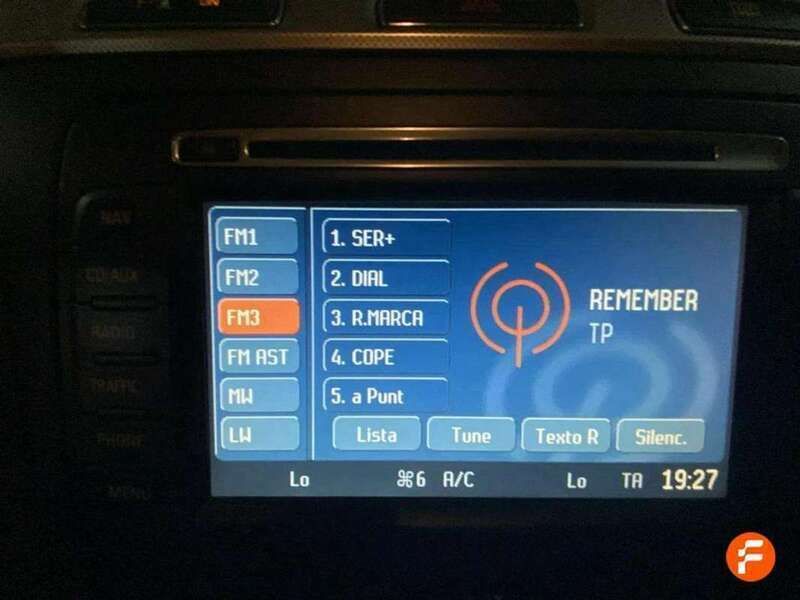 NAV
CD/AUX
RADIO
TRAFFIC
PHONE
MENU
FM1
FM2
FM3
FM AST
MW
LW
1. SER+
2. DIAL
3. R.MARCA
4. COPE
5. a Punt
REMEMBER
TP
Lista
Tune
Texto R
Silenc.
Lo
⌘6
A/C
Lo
TA
19:27